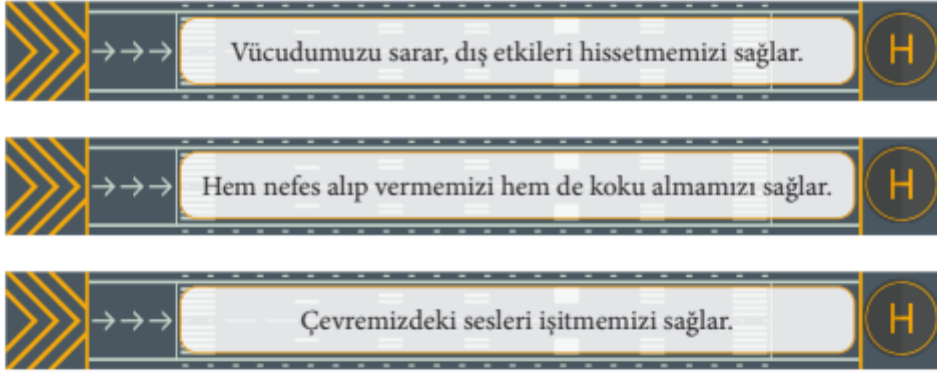 Vücudumuzu sarar, dış etkileri hissetmemizi sağlar.
H
Hem nefes alıp vermemizi hem de koku almamızı sağlar.
H
Çevremizdeki sesleri işitmemizi sağlar.
H